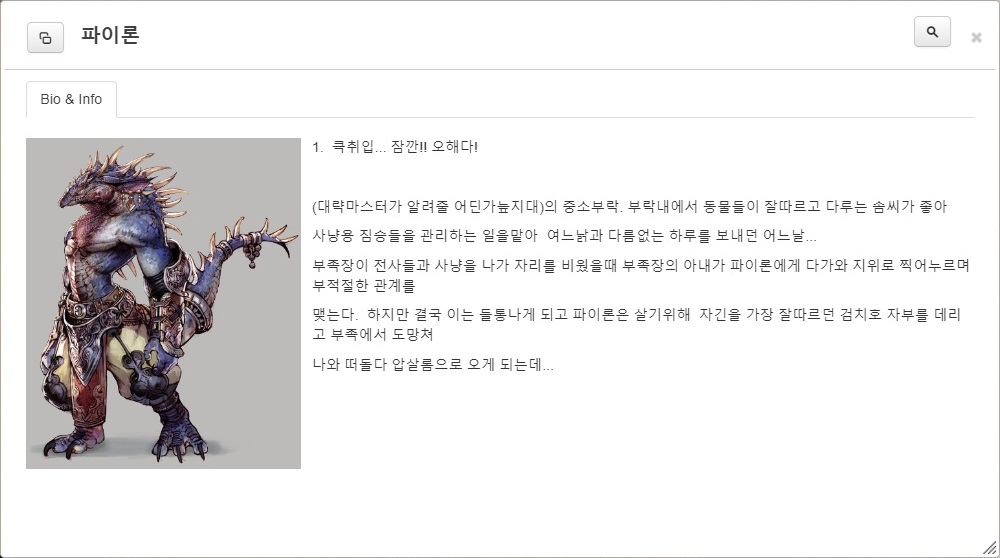 파이론
Bio & Info
1. 큭취입... 잠깐!! 오해다!
(대략마스터가 알려줄 어딘가늪지대)의 중소부락. 부락내에서 동물들이 잘따르고 다루는 솜씨가 좋아
사냥용 짐승들을 관리하는 일을맡아 여느낡과 다름없는 하루를 보내던 어느날...
부족장이 전사들과 사냥을 나가 자리를 비웠을때 부족장의 아내가 파이론에게 다가와 지위로 찍어누르며
부적절한 관계를
맺는다. 하지만 결국 이는 들통나게 되고 파이론은 살기위해 자긴을 가장 잘따르던 검치호 자부를 데리
고 부족에서 도망쳐
나와 떠돌다 압살롬으로 오게 되는데...